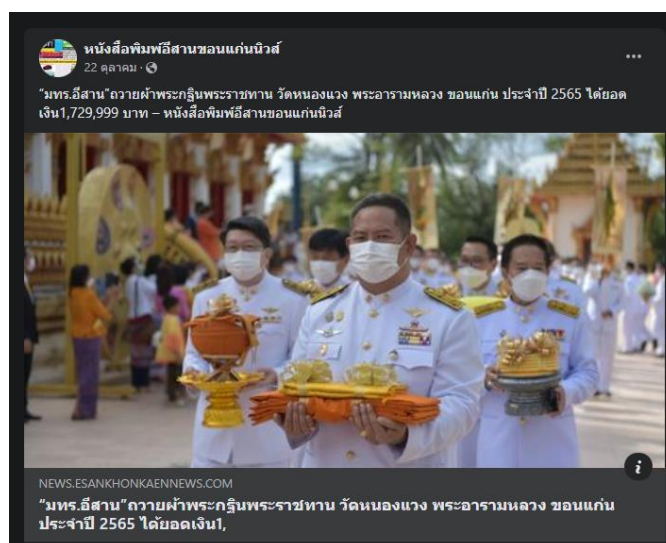 หนังสือพิมพ์อีสานขอนแก่นนิวส์
22 ตุลาคม ·
"มทร.อีสาน"ถวายผ้าพระกฐินพระราชทาน วัดหนองแวง พระอารามหลวง ขอนแก่น ประจำปี 2565 ได้ยอด
เงิน1,729,999 บาท – หนังสือพิมพ์อีสานขอนแก่นนิวส์
NEWS.ESANKHONKAENNEWS.COM
"มทร.อีสาน"ถวายผ้าพระกฐินพระราชทาน วัดหนองแวง พระอารามหลวง ขอนแก่น
ประจำปี 2565 ได้ยอดเงิน1,